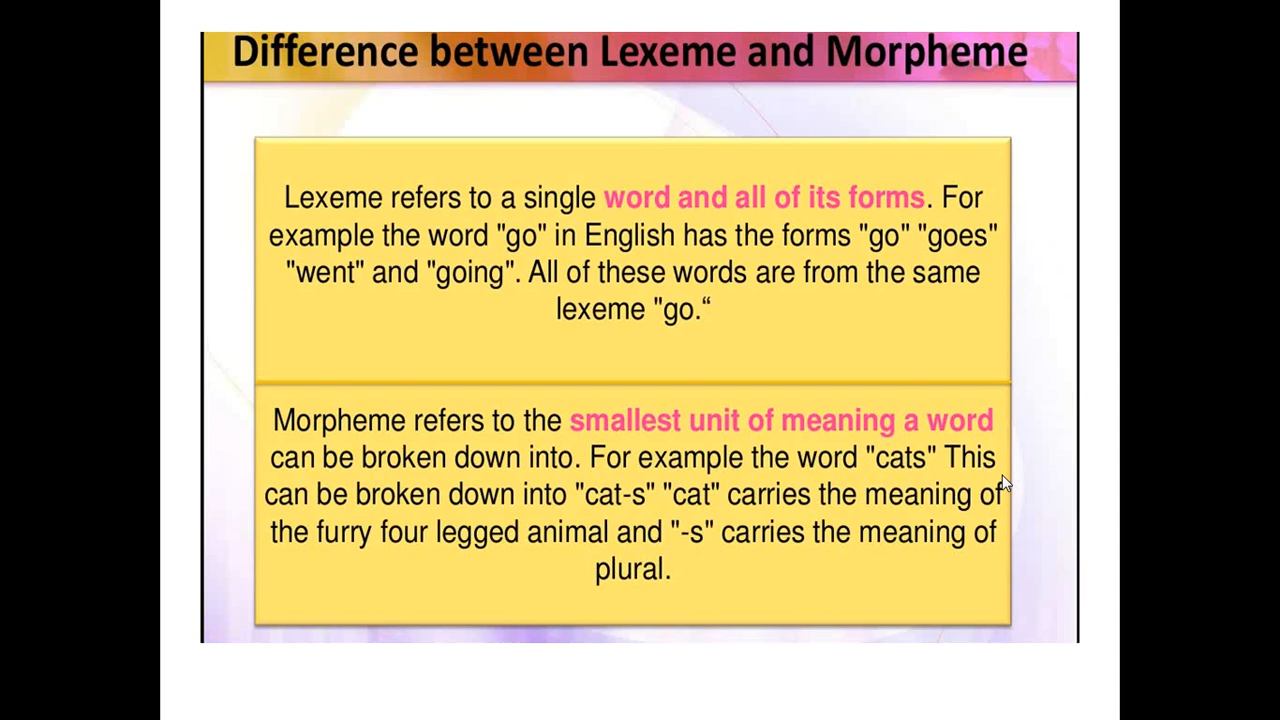 Difference between Lexeme and Morpheme
Lexeme refers to a single word and all of its forms. For
example the word "go" in English has the forms "go" "goes"
"went" and "going". All of these words are from the same
lexeme "go.“
Morpheme refers to the smallest unit of meaning a word
can be broken down into. For example the word "cats" This
can be broken down into "cat-s" "cat" carries the meaning of
the furry four legged animal and "-s" carries the meaning of
plural.